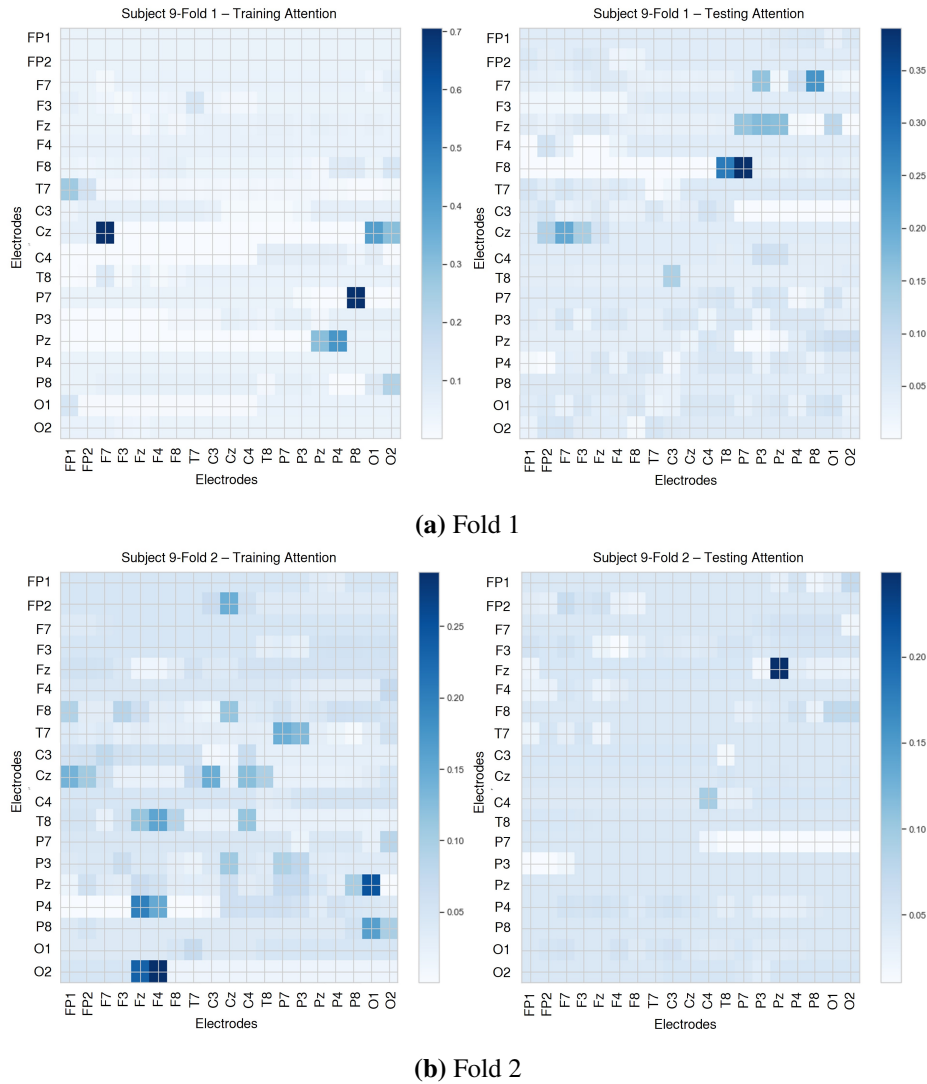 Subject 9-Fold 1 – Training Attention
FP1
FP2
F7
F3
Fz
F4
F8
T7
C3
Cz
C4
T8
P7
P3
Pz
P4
P8
O1
O2
Electrodes
FP1 FP2 F7 F3 Fz F4 F8 T7 C3 Cz C4 T8 P7 P3 Pz P4 P8 O1 O2
Electrodes
0.7
0.6
0.5
0.4
0.3
0.2
0.1
Subject 9-Fold 1 – Testing Attention
FP1
FP2
F7
F3
Fz
F4
F8
T7
C3
Cz
C4
T8
P7
P3
Pz
P4
P8
O1
O2
Electrodes
FP1 FP2 F7 F3 Fz F4 F8 T7 C3 Cz C4 T8 P7 P3 Pz P4 P8 O1 O2
Electrodes
0.35
0.30
0.25
0.20
0.15
0.10
0.05
(a) Fold 1
Subject 9-Fold 2 – Training Attention
FP1
FP2
F7
F3
Fz
F4
F8
T7
C3
Cz
C4
T8
P7
P3
Pz
P4
P8
O1
O2
Electrodes
FP1 FP2 F7 F3 Fz F4 F8 T7 C3 Cz C4 T8 P7 P3 Pz P4 P8 O1 O2
Electrodes
0.25
0.20
0.15
0.10
0.05
Subject 9-Fold 2 – Testing Attention
FP1
FP2
F7
F3
Fz
F4
F8
T7
C3
Cz
C4
T8
P7
P3
Pz
P4
P8
O1
O2
Electrodes
FP1 FP2 F7 F3 Fz F4 F8 T7 C3 Cz C4 T8 P7 P3 Pz P4 P8 O1 O2
Electrodes
0.20
0.15
0.10
0.05
(b) Fold 2